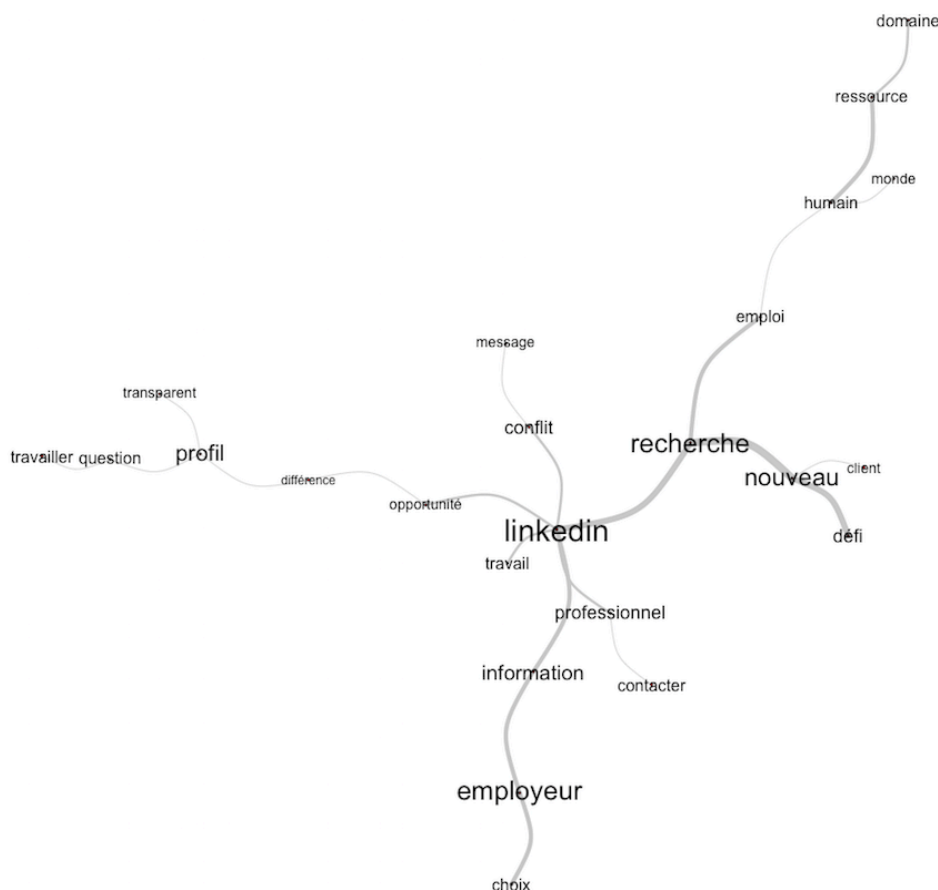 domaine
ressource
monde
humain
emploi
message
transparent
conflit
recherche
profil
travailler question
nouveau
client
différence
opportunité
linkedin
défi
travail
professionnel
information
contacter
employeur
choix